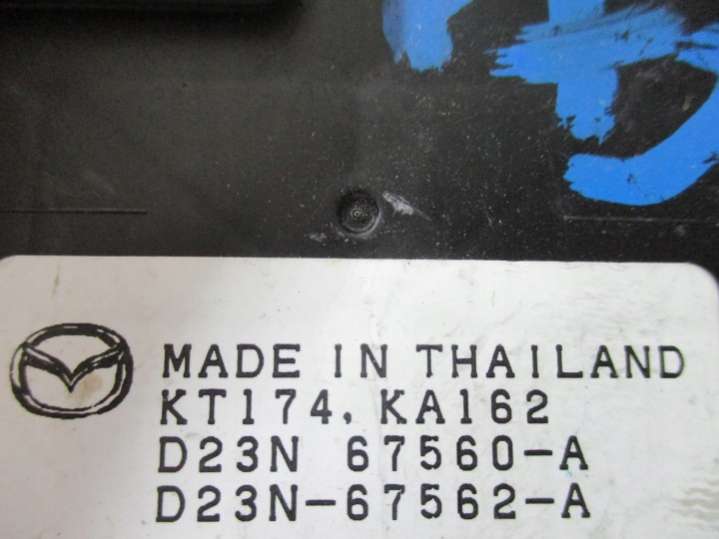 MADE IN THAILAND
KT174, KA162
D23N 67560-A
D23N-67562-A